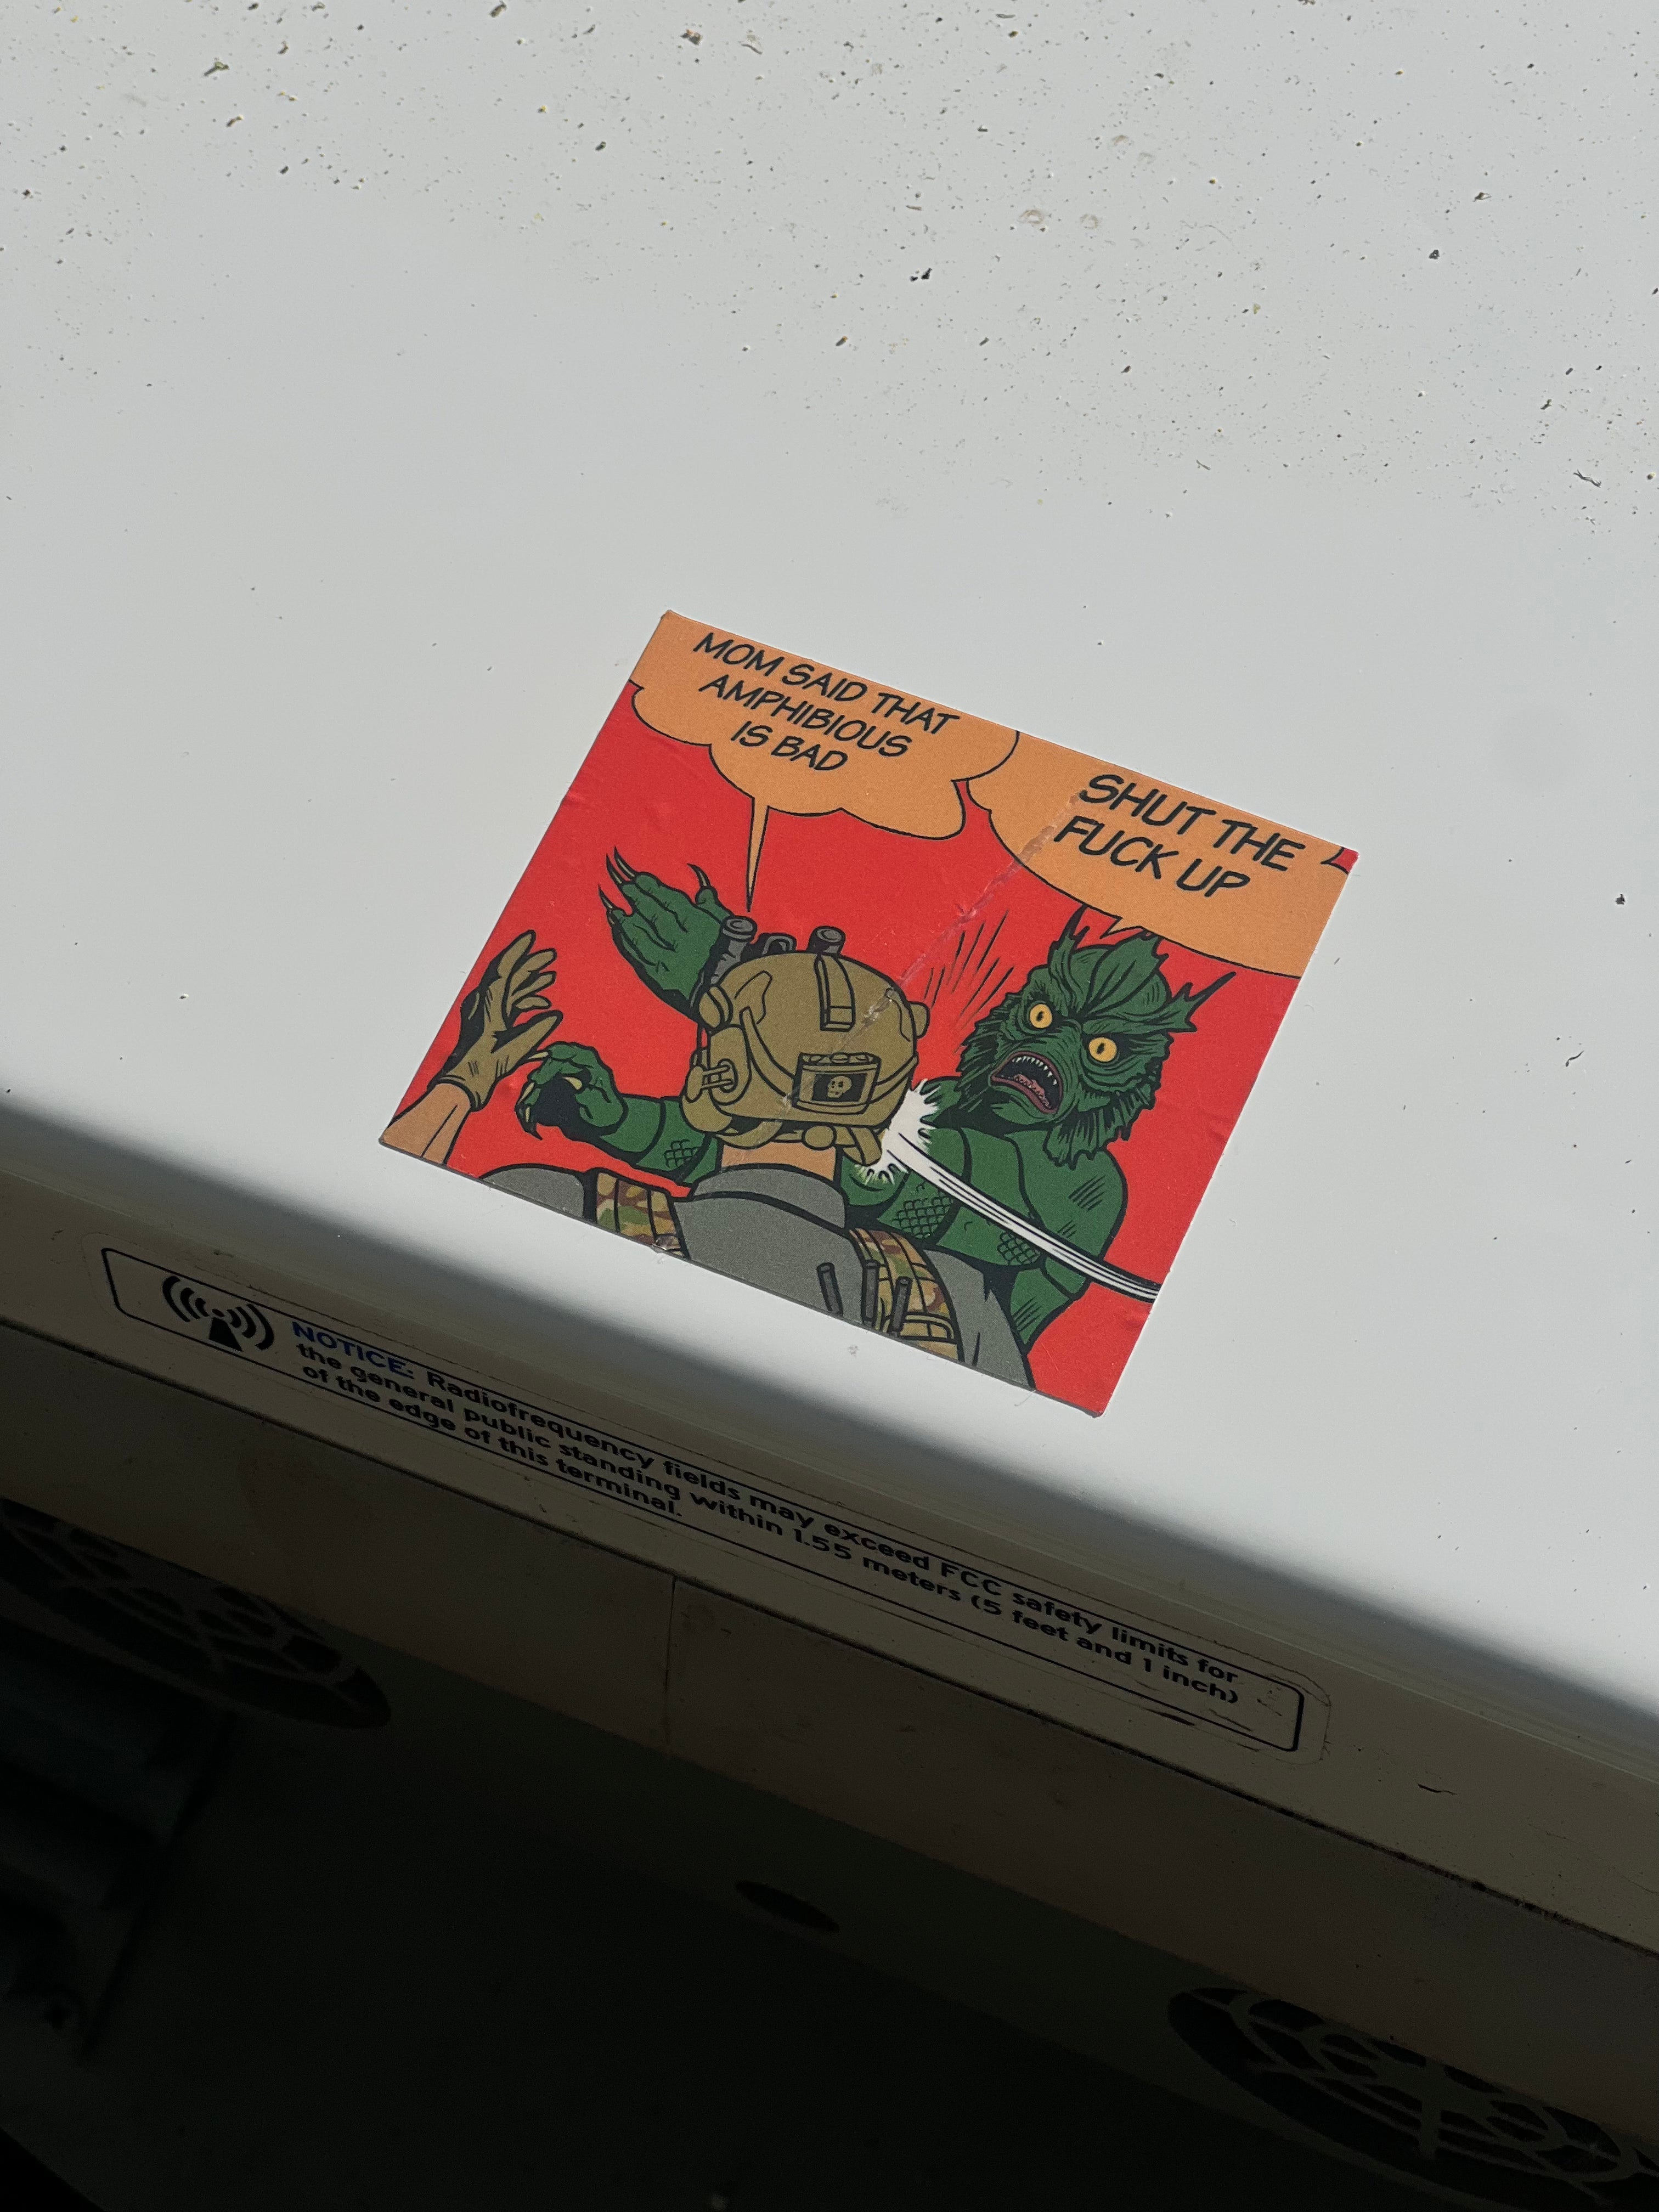 MOM SAID THAT
AMPHIBIOUS
IS BAD
SHUT THE
FUCK UP
NOTICE: Radiofrequency fields may exceed FCC safety limits for
the general public standing within 1.55 meters (5 feet and 1 inch)
of the edge of this terminal.